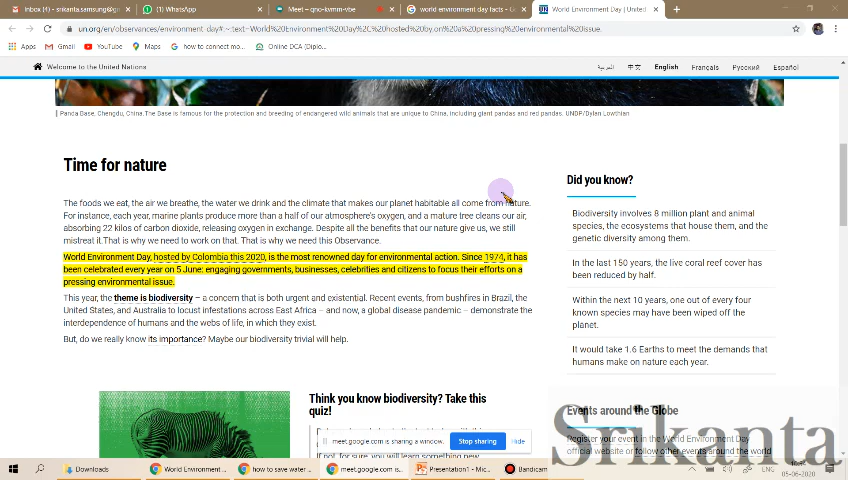 Inbox (4) - srikanta.samsung@gm
(1) WhatsApp
Meet – qno-kvmm-vbe
world environment day facts - G
World Environment Day | United
un.org/en/observances/environment-day#:~:text=World%20Environment%20Day%2C%20hosted%20by,on%20a%20pressing%20environmental%20issue.
Apps
Gmail
YouTube
Maps
how to connect mo...
Online DCA (Diplo...
Welcome to the United Nations
العربية
中文
English
Français
Русский
Español
Panda Base, Chengdu, China.The Base is famous for the protection and breeding of endangered wild animals that are unique to China, including giant pandas and red pandas. UNDP/Dylan Lowthian
Time for nature
The foods we eat, the air we breathe, the water we drink and the climate that makes our planet habitable all come from nature.
For instance, each year, marine plants produce more than a half of our atmosphere's oxygen, and a mature tree cleans our air,
absorbing 22 kilos of carbon dioxide, releasing oxygen in exchange. Despite all the benefits that our nature give us, we still
mistreat it.That is why we need to work on that. That is why we need this Observance.
World Environment Day, hosted by Colombia this 2020, is the most renowned day for environmental action. Since 1974, it has
been celebrated every year on 5 June: engaging governments, businesses, celebrities and citizens to focus their efforts on a
pressing environmental issue.
This year, the theme is biodiversity – a concern that is both urgent and existential. Recent events, from bushfires in Brazil, the
United States, and Australia to locust infestations across East Africa – and now, a global disease pandemic – demonstrate the
interdependence of humans and the webs of life, in which they exist.
But, do we really know its importance? Maybe our biodiversity trivial will help.
Did you know?
Biodiversity involves 8 million plant and animal
species, the ecosystems that house them, and the
genetic diversity among them.
In the last 150 years, the live coral reef cover has
been reduced by half.
Within the next 10 years, one out of every four
known species may have been wiped off the
planet.
It would take 1.6 Earths to meet the demands that
humans make on nature each year.
Think you know biodiversity? Take this
quiz!
If not, for sure, you will learn something new
Events around the Globe
Register your event in the World Environment Day
official website or follow other events around the world
Srikanta
meet.google.com is sharing a window.
Stop sharing
Hide
Downloads
World Environment ...
how to save water ...
meet.google.com is...
Presentation1 - Mic...
Bandicam
ENG
05-06-2020